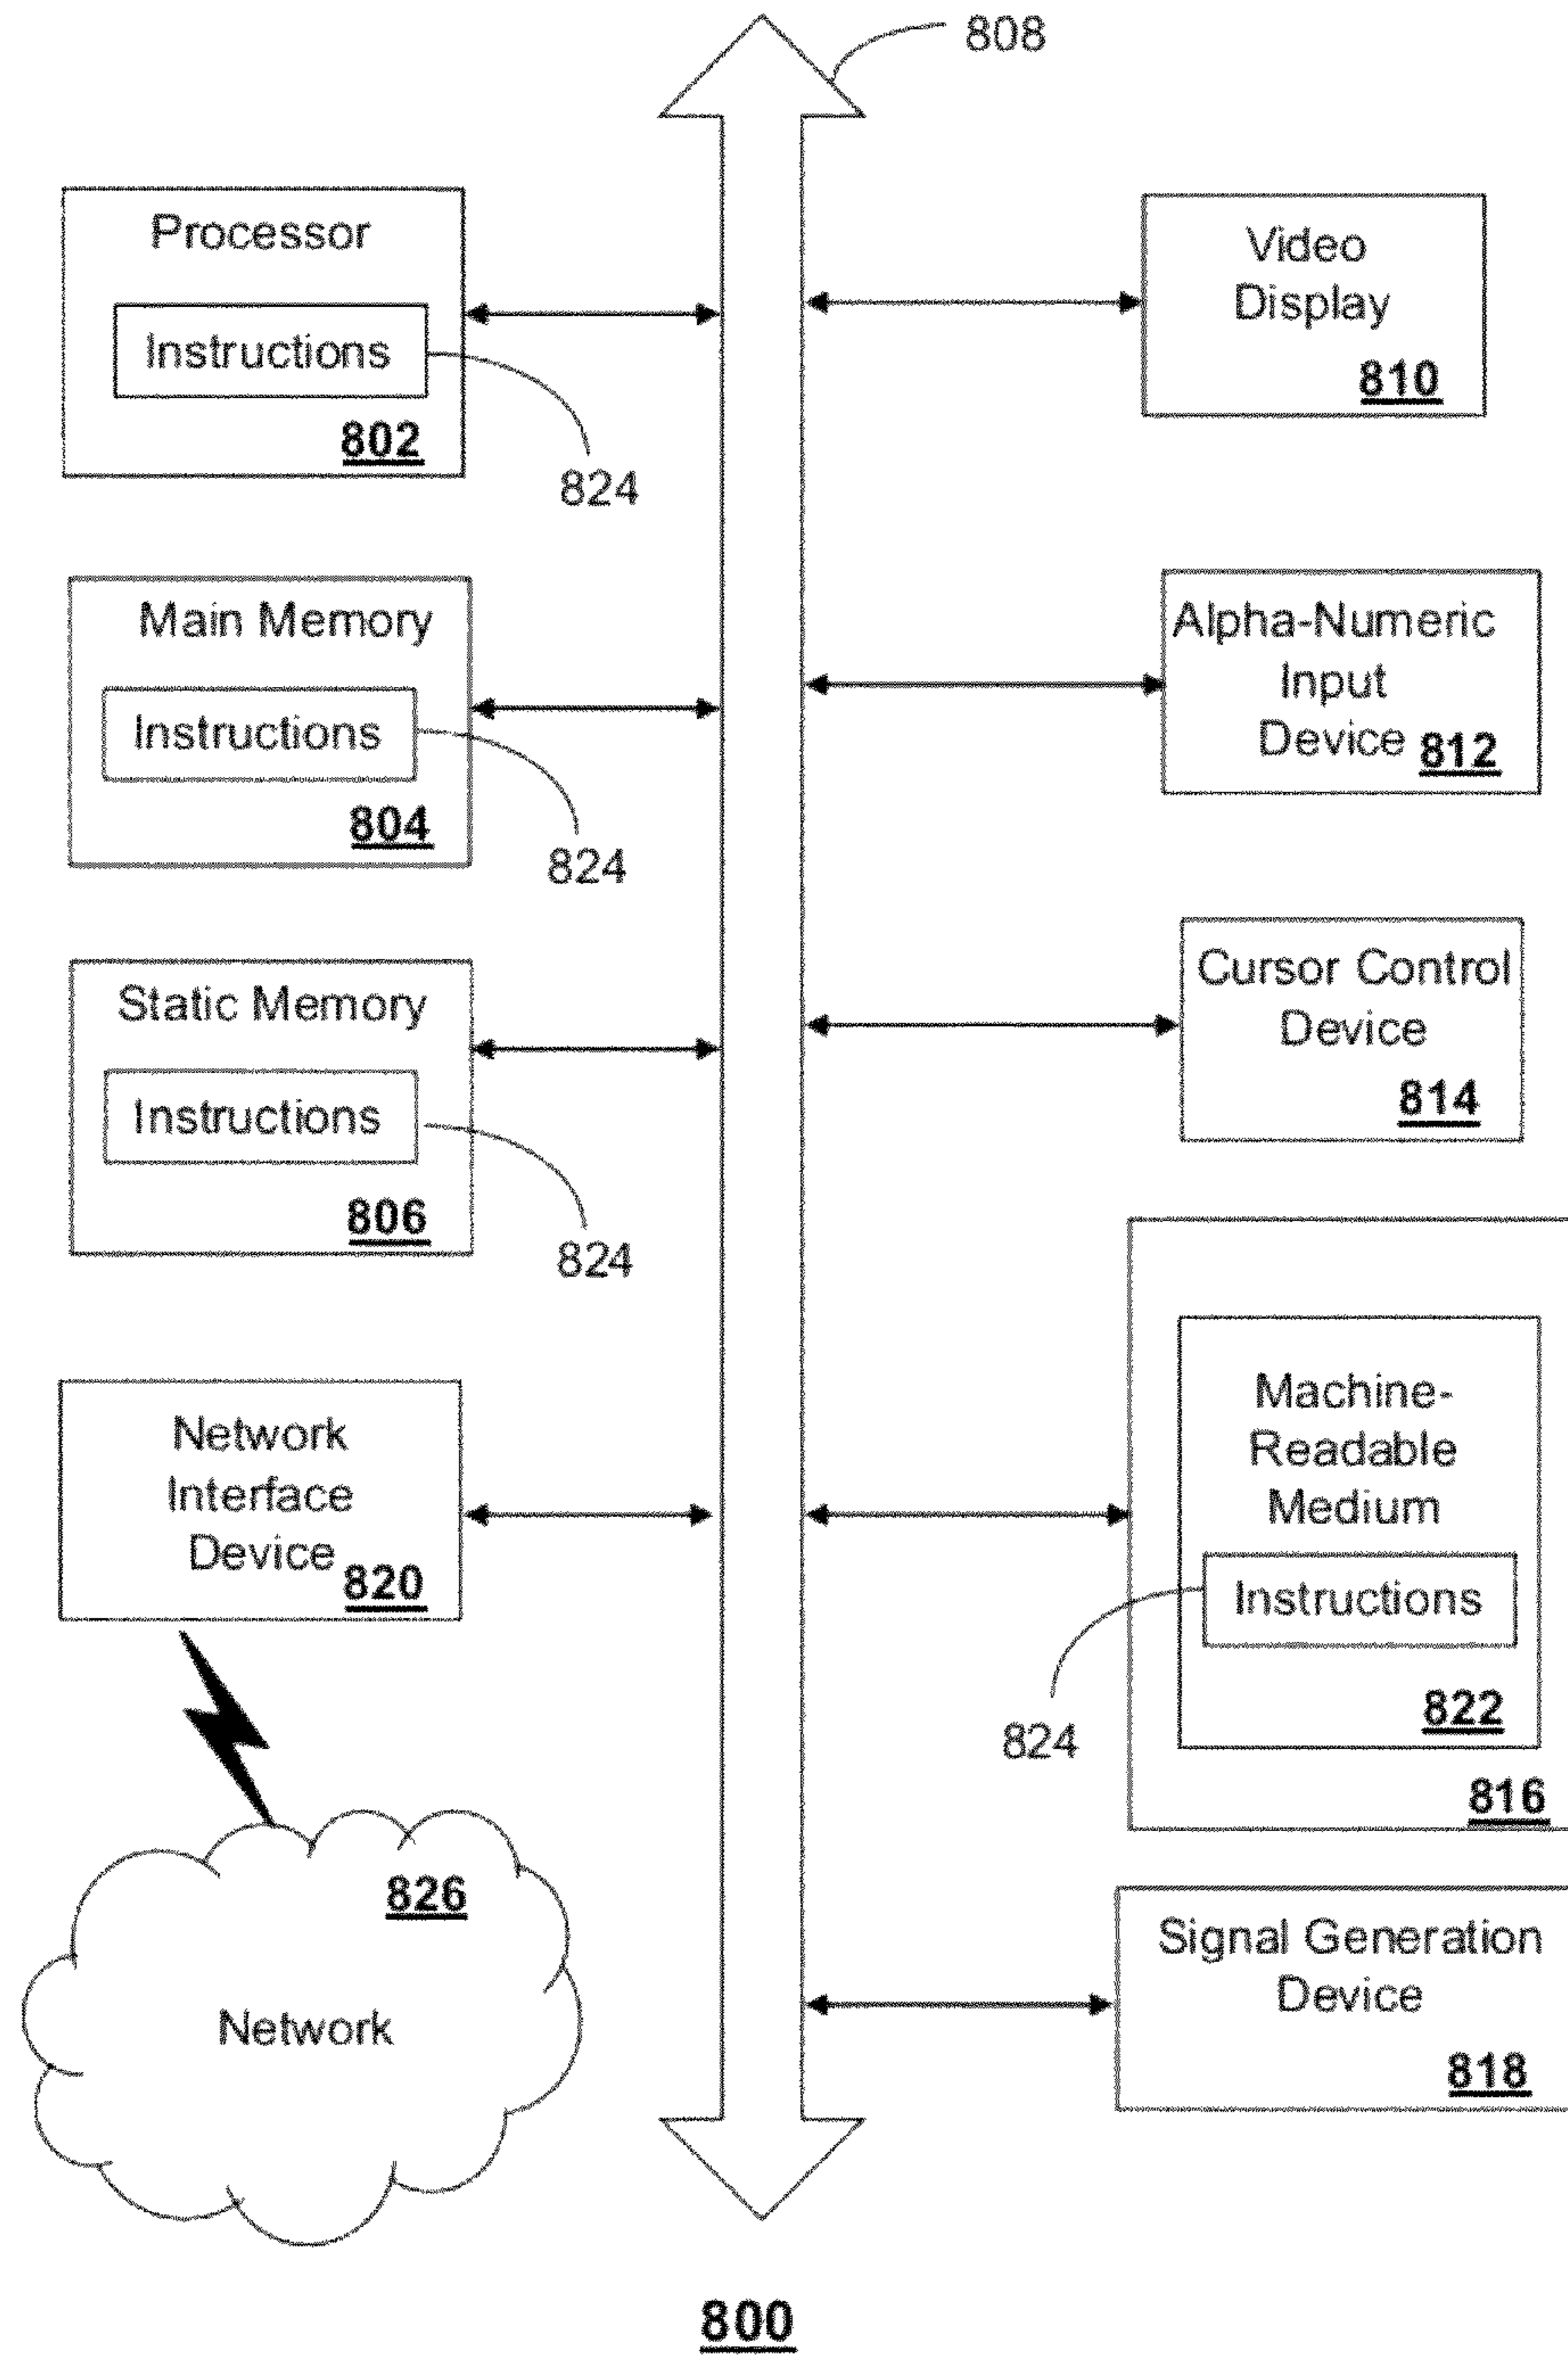 808
Processor
Instructions
802
824
Main Memory
Instructions
804
824
Static Memory
Instructions
806
824
Network
Interface
Device
820
826
Network
Video
Display
810
Alpha-Numeric
Input
Device
812
Cursor Control
Device
814
Machine-
Readable
Medium
Instructions
824
822
816
Signal Generation
Device
818
800